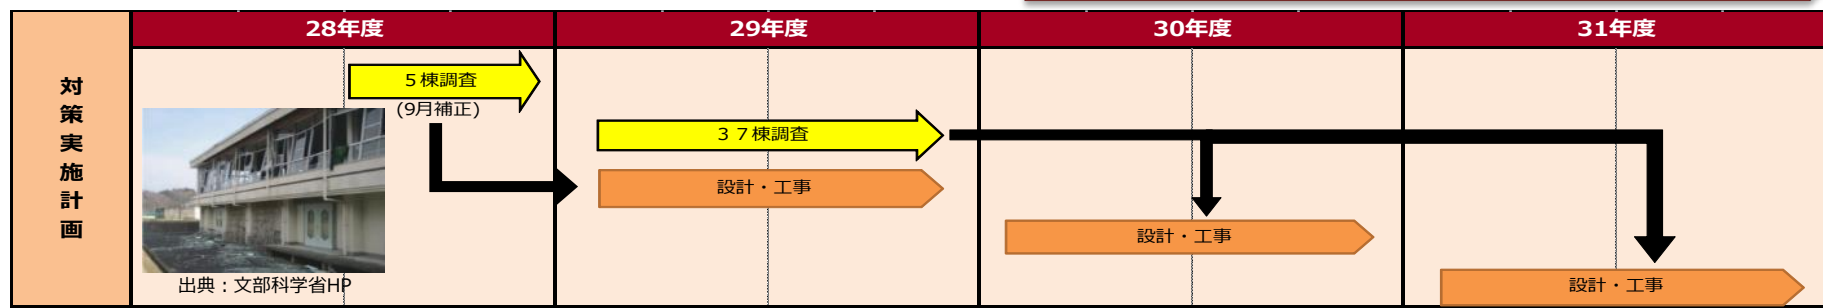 28年度
29年度
30年度
31年度
対策実施計画
5棟調査
(9月補正)
37棟調査
設計・工事
設計・工事
設計・工事
出典：文部科学省HP